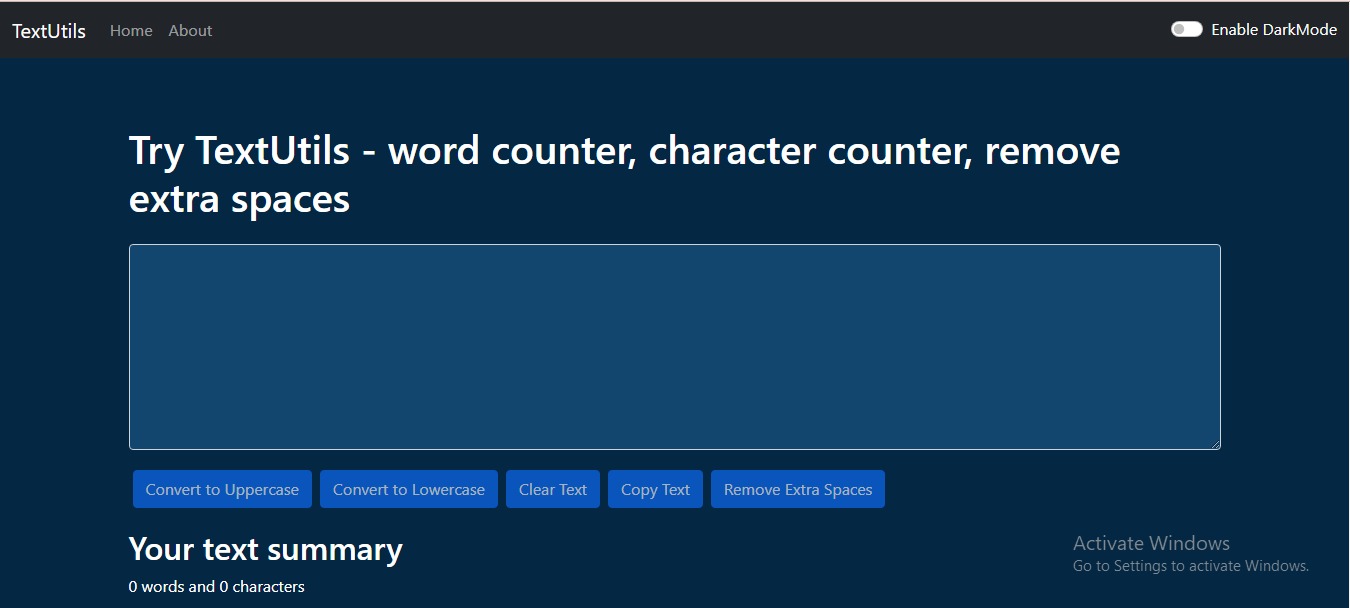 TextUtils Home About Enable DarkMode
Try TextUtils - word counter, character counter, remove
extra spaces
Convert to Uppercase Convert to Lowercase Clear Text Copy Text Remove Extra Spaces
Your text summary
0 words and 0 characters
Activate Windows
Go to Settings to activate Windows.